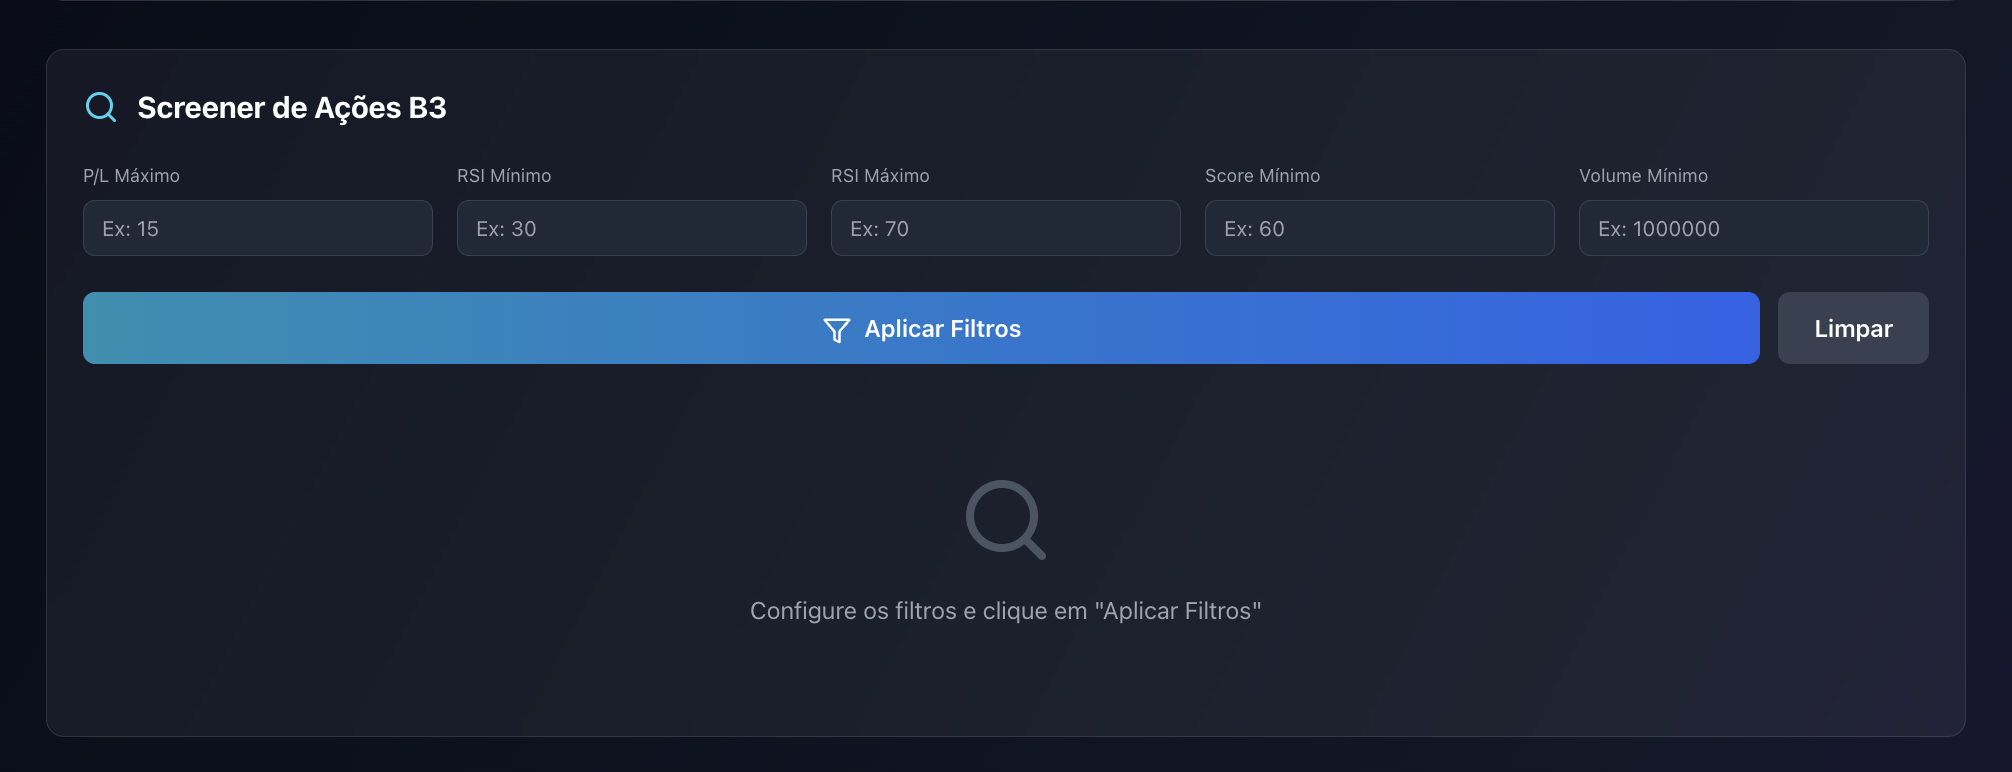 Screener de Ações B3
P/L Máximo
RSI Mínimo
RSI Máximo
Score Mínimo
Volume Mínimo
Ex: 15
Ex: 30
Ex: 70
Ex: 60
Ex: 1000000
Aplicar Filtros
Limpar
Configure os filtros e clique em "Aplicar Filtros"